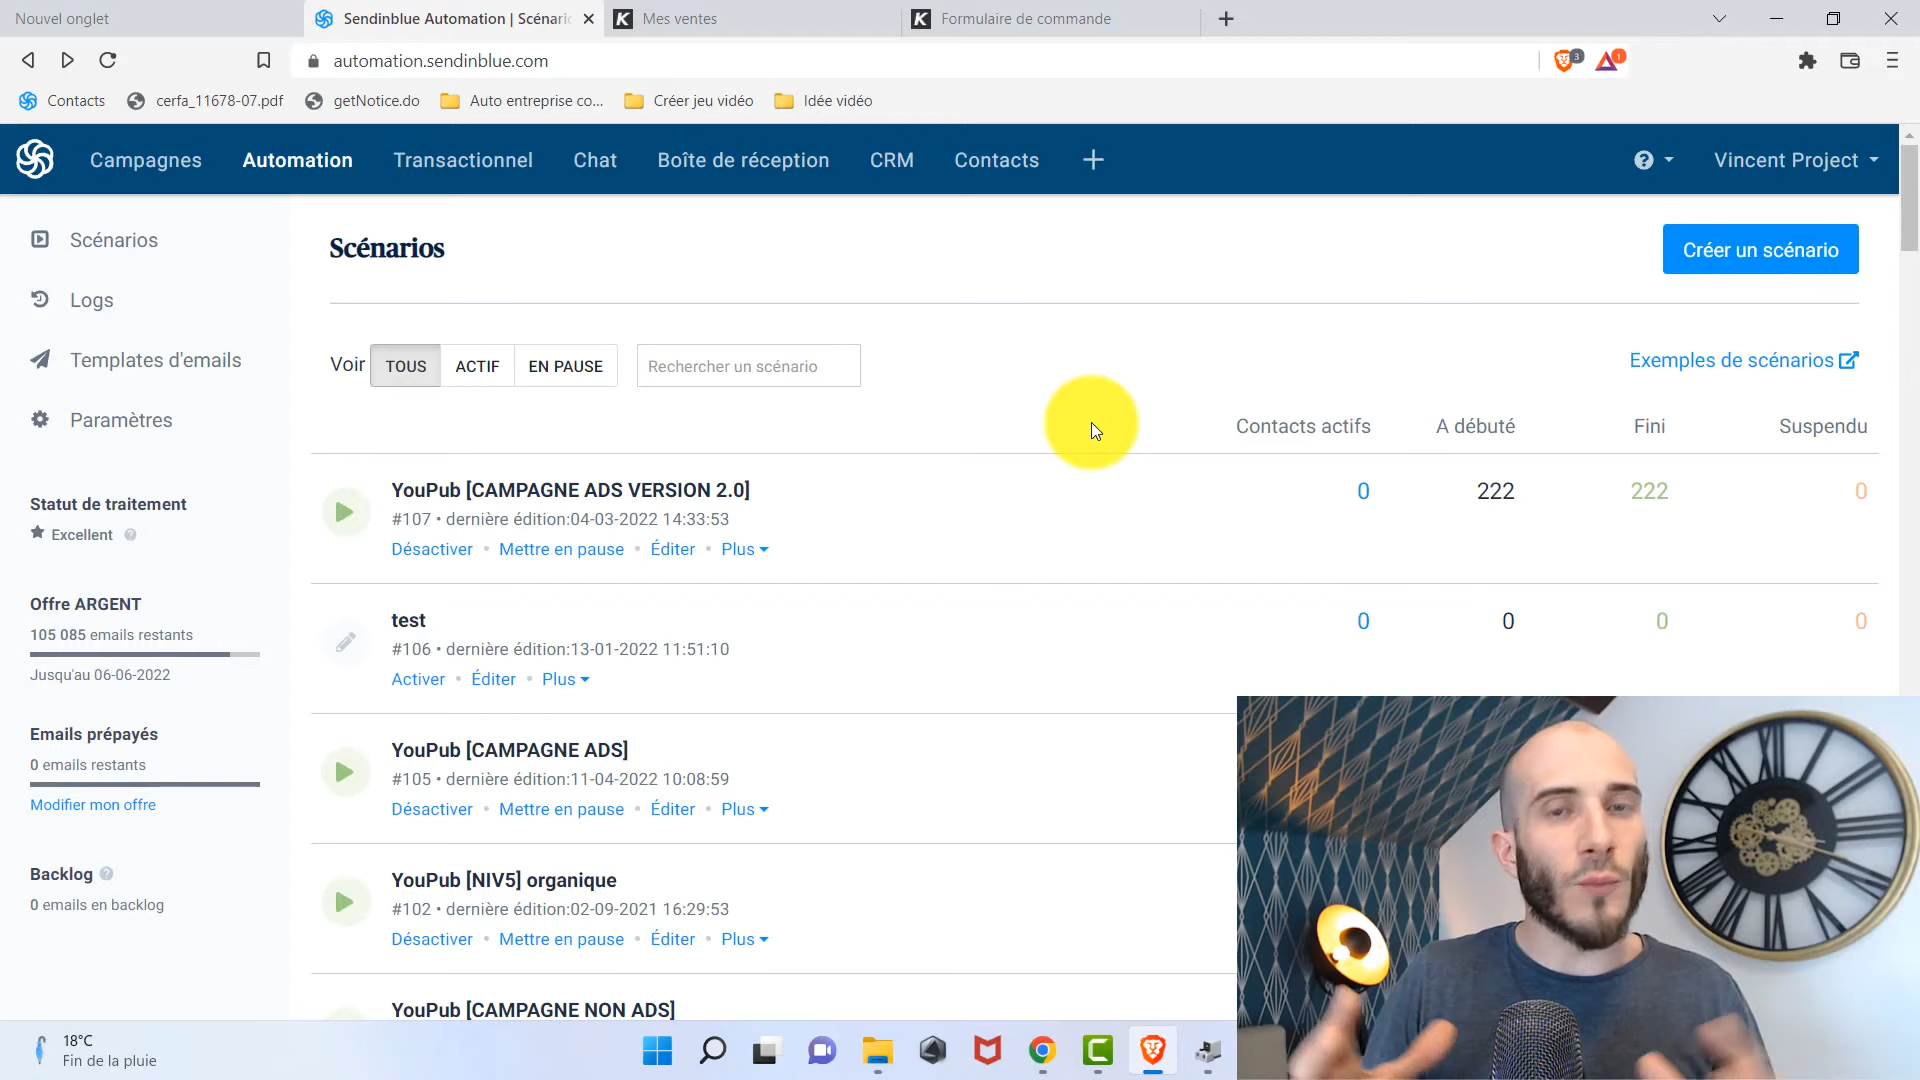 Nouvel onglet
Sendinblue Automation | Scénario
Mes ventes
Formulaire de commande
automation.sendinblue.com
3
1
Contacts
cerfa_11678-07.pdf
getNotice.do
Auto entreprise co...
Créer jeu vidéo
Idée vidéo
Campagnes
Automation
Transactionnel
Chat
Boîte de réception
CRM
Contacts
Vincent Project
Scénarios
Logs
Templates d'emails
Paramètres
Statut de traitement
Excellent
Offre ARGENT
105 085 emails restants
Jusqu'au 06-06-2022
Emails prépayés
0 emails restants
Modifier mon offre
Backlog
0 emails en backlog
Scénarios
Créer un scénario
Voir TOUS ACTIF EN PAUSE Rechercher un scénario
Exemples de scénarios
Contacts actifs A débuté Fini Suspendu
YouPub [CAMPAGNE ADS VERSION 2.0] 0 222 222 0
#107 • dernière édition:04-03-2022 14:33:53
Désactiver • Mettre en pause • Éditer • Plus
test 0 0 0 0
#106 • dernière édition:13-01-2022 11:51:10
Activer • Éditer • Plus
YouPub [CAMPAGNE ADS]
#105 • dernière édition:11-04-2022 10:08:59
Désactiver • Mettre en pause • Éditer • Plus
YouPub [NIV5] organique
#102 • dernière édition:02-09-2021 16:29:53
Désactiver • Mettre en pause • Éditer • Plus
YouPub [CAMPAGNE NON ADS]
18°C
Fin de la pluie